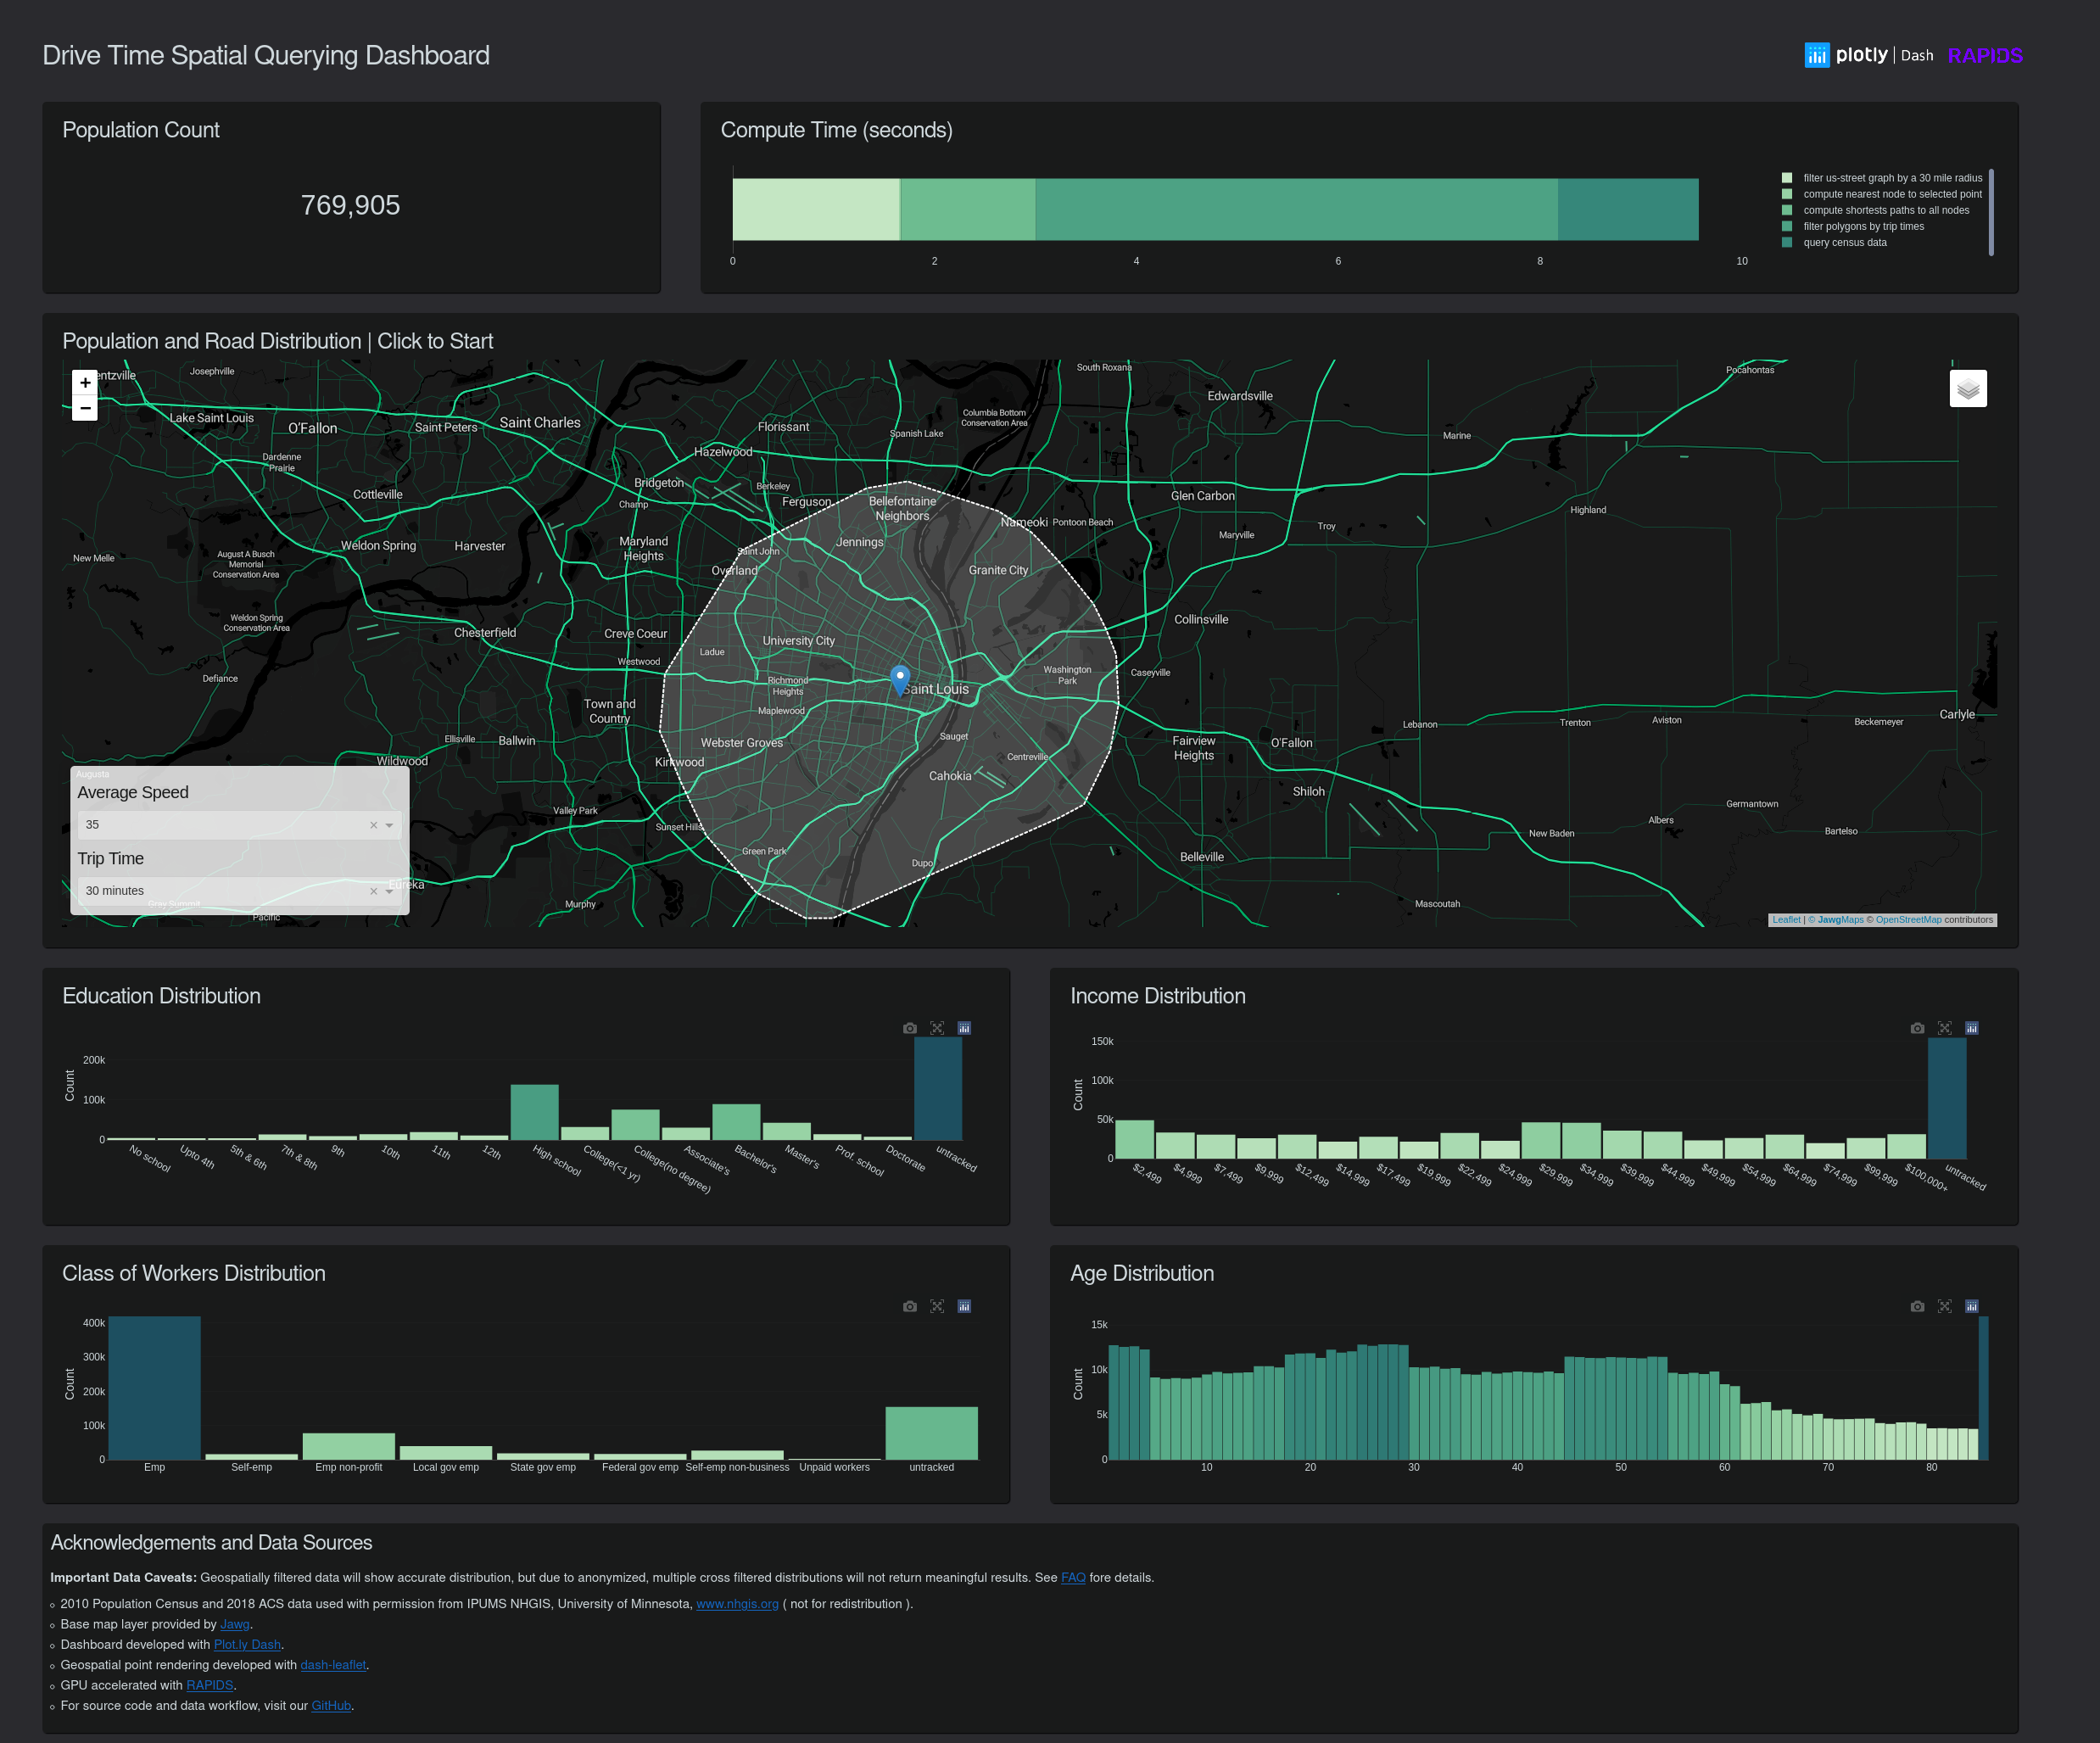 Drive Time Spatial Querying Dashboard
plotly | Dash RAPIDS
Population Count
769,905
Compute Time (seconds)
filter us-street graph by a 30 mile radius
compute nearest node to selected point
compute shortests paths to all nodes
filter polygons by trip times
query census data
0 2 4 6 8 10
Population and Road Distribution | Click to Start
+
−
entzville
Josephville
South Roxana
Pocahontas
Lake Saint Louis
O'Fallon
Saint Peters
Saint Charles
Florissant
Spanish Lake
Columbia Bottom
Conservation Area
Edwardsville
Marine
Dardenne
Prairie
Hazelwood
Cottleville
Bridgeton
Berkeley
Champ
Ferguson
Bellefontaine
Neighbors
Glen Carbon
Nameoki
Pontoon Beach
Highland
Troy
Maryville
Weldon Spring
Harvester
Maryland
Heights
Saint John
Jennings
New Melle
August A Busch
Memorial
Conservation Area
Overland
Granite City
Weldon Spring
Conservation Area
Chesterfield
Creve Coeur
University City
Collinsville
Ladue
Westwood
Defiance
Richmond
Heights
Saint Louis
Washington
Park
Caseyville
Town and
Country
Maplewood
Lebanon
Trenton
Aviston
Beckemeyer
Carlyle
Ellisville
Ballwin
Webster Groves
Sauget
Fairview
Heights
O'Fallon
Wildwood
Kirkwood
Centreville
Cahokia
Shiloh
Germantown
Valley Park
Sunset Hills
Albers
New Baden
Bartelso
Green Park
Dupo
Belleville
Murphy
Mascoutah
Augusta
Average Speed
35 ×
Trip Time
30 minutes ×
Eureka
Gray Summit
Pacific
Leaflet | © JawgMaps © OpenStreetMap contributors
Education Distribution
Count
200k
100k
0
No school
Upto 4th
5th & 6th
7th & 8th
9th
10th
11th
12th
High school
College(<1 yr)
College(no degree)
Associate's
Bachelor's
Master's
Prof. school
Doctorate
untracked
Income Distribution
Count
150k
100k
50k
0
$2,499
$4,999
$7,499
$9,999
$12,499
$14,999
$17,499
$19,999
$22,499
$24,999
$29,999
$34,999
$39,999
$44,999
$49,999
$54,999
$64,999
$74,999
$99,999
$100,000+
untracked
Class of Workers Distribution
Count
400k
300k
200k
100k
0
Emp Self-emp Emp non-profit Local gov emp State gov emp Federal gov emp Self-emp non-business Unpaid workers untracked
Age Distribution
Count
15k
10k
5k
0
10 20 30 40 50 60 70 80
Acknowledgements and Data Sources
Important Data Caveats: Geospatially filtered data will show accurate distribution, but due to anonymized, multiple cross filtered distributions will not return meaningful results. See FAQ fore details.
2010 Population Census and 2018 ACS data used with permission from IPUMS NHGIS, University of Minnesota, www.nhgis.org ( not for redistribution ).
Base map layer provided by Jawg.
Dashboard developed with Plot.ly Dash.
Geospatial point rendering developed with dash-leaflet.
GPU accelerated with RAPIDS.
For source code and data workflow, visit our GitHub.